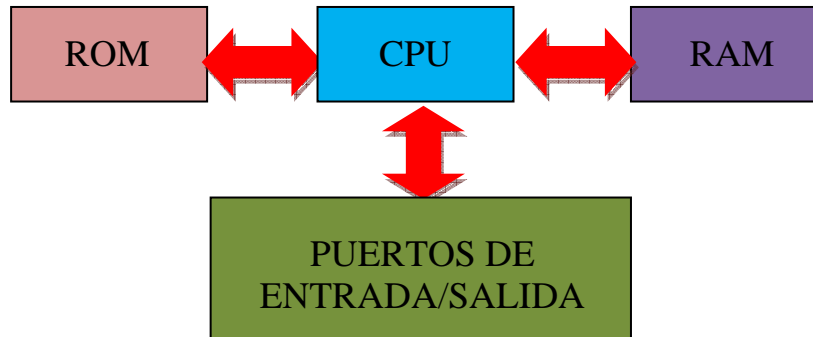 ROM
CPU
RAM
PUERTOS DE
ENTRADA/SALIDA